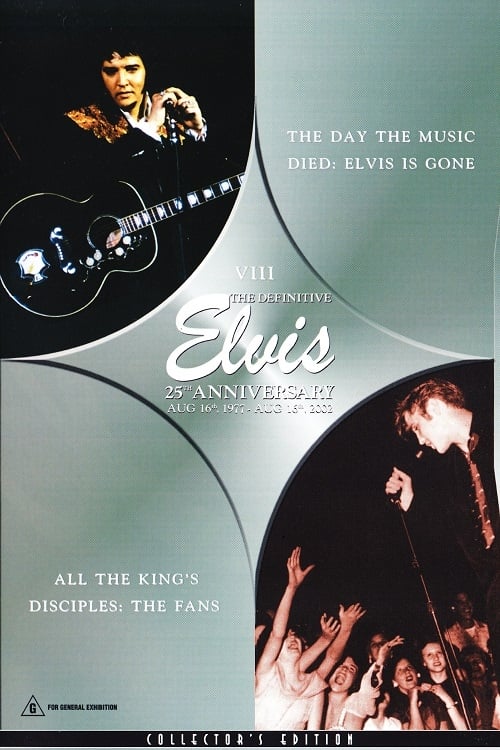 THE DAY THE MUSIC
DIED: ELVIS IS GONE
VIII
THE DEFINITIVE
Elvis
25TH ANNIVERSARY
AUG 16th, 1977 - AUG 16th, 2002
ALL THE KING'S
DISCIPLES: THE FANS
G FOR GENERAL EXHIBITION
COLLECTOR'S EDITION